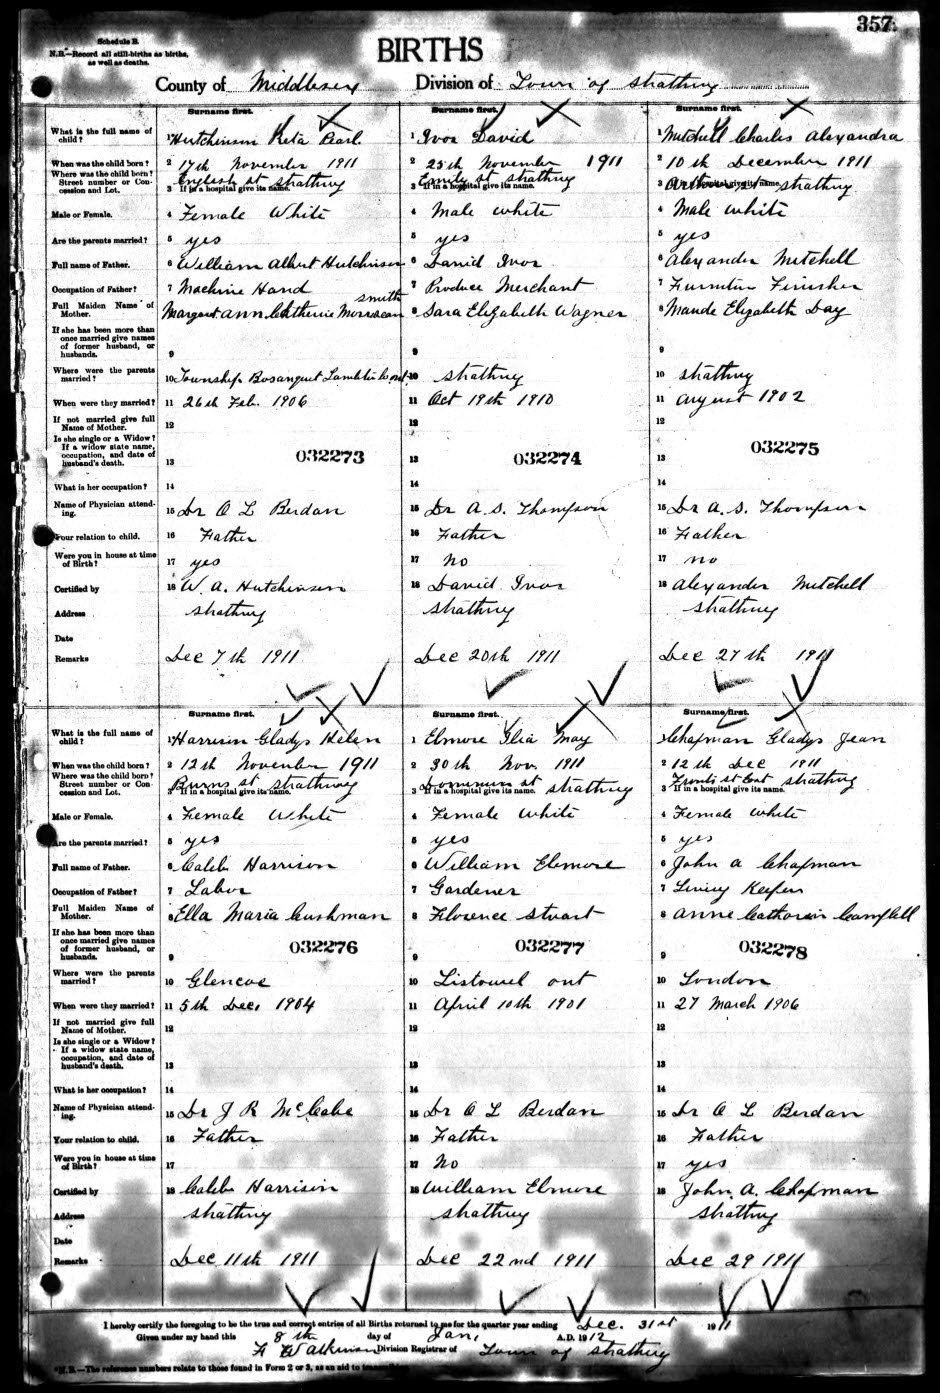 357
Schedule B.
N.B.—Record all still-births as births, as well as deaths.
BIRTHS
County of Middlesex Division of Town of Strathroy
Surname first.
What is the full name of child? 1 Hutchinson Reta Pearl
When was the child born? 2 17th November 1911
Where was the child born? Street number or Concession and Lot. 3 If in a hospital give its name. English st Strathroy
Male or Female. 4 Female White
Are the parents married? 5 yes
Full name of Father. 6 William Albert Hutchinson
Occupation of Father? 7 Machine Hand
Full Maiden Name of Mother. 8 Margaret Ann Catherine Smith
If she has been more than once married give names of former husband, or husbands. 9
Where were the parents married? 10 Township Bosanquet Lambton Co ont
When were they married? 11 26th Feb. 1906
If not married give full Name of Mother. 12
Is she single or a Widow? If a widow state name, occupation, and date of husband's death. 13
032273
What is her occupation? 14
Name of Physician attending. 15 Dr O L Berdan
Your relation to child. 16 Father
Were you in house at time of Birth? 17 yes
Certified by 18 W. A. Hutchinson
Address Strathroy
Date
Remarks Dec 7th 1911
Surname first.
1 Ivor David
2 25th November 1911
3 If in a hospital give its name. Emily st Strathroy
4 Male white
5 yes
6 David Ivor
7 Produce Merchant
8 Sara Elizabeth Wagner
9
10 Strathroy
11 Oct 19th 1910
12
13
032274
14
15 Dr A. S. Thompson
16 Father
17 No
18 David Ivor
Strathroy
Dec 20th 1911
Surname first.
1 Mitchell Charles Alexandra
2 10th December 1911
3 If in a hospital give its name. st Strathroy
4 Male white
5 yes
6 Alexander Mitchell
7 Furnitur Finisher
8 Maude Elizabeth Day
9
10 Strathroy
11 August 1902
12
13
032275
14
15 Dr A. S. Thompson
16 Father
17 no
18 Alexander Mitchell
Strathroy
Dec 27th 1911
Surname first.
What is the full name of child? 1 Harrison Gladys Helen
When was the child born? 2 12th November 1911
Where was the child born? Street number or Concession and Lot. 3 If in a hospital give its name. Burns st Strathroy
Male or Female. 4 Female White
Are the parents married? 5 yes
Full name of Father. 6 Caleb Harrison
Occupation of Father? 7 Labor
Full Maiden Name of Mother. 8 Ella Maria Cushman
If she has been more than once married give names of former husband, or husbands. 9
032276
Where were the parents married? 10 Glencoe
When were they married? 11 5th Dec. 1904
If not married give full Name of Mother. 12
Is she single or a Widow? If a widow state name, occupation, and date of husband's death. 13
What is her occupation? 14
Name of Physician attending. 15 Dr J R McCabe
Your relation to child. 16 Father
Were you in house at time of Birth? 17
Certified by 18 Caleb Harrison
Address Strathroy
Date
Remarks Dec 11th 1911
Surname first.
1 Elmore Ilia May
2 30th Nov. 1911
3 If in a hospital give its name. Dominion st Strathroy
4 Female white
5 yes
6 William Elmore
7 Gardener
8 Florence Stuart
9
032277
10 Listowel ont
11 April 10th 1901
12
13
14
15 Dr O L Berdan
16 Father
17 No
18 William Elmore
Strathroy
Dec 22nd 1911
Surname first.
1 Chapman Gladys Jean
2 12th Dec 1911
3 If in a hospital give its name. Front st East Strathroy
4 Female white
5 yes
6 John A Chapman
7 Livery Keeper
8 Anne Campbell
9
032278
10 London
11 27 March 1906
12
13
14
15 Dr O L Berdan
16 Father
17 yes
18 John A. Chapman
Strathroy
Dec 29 1911
I hereby certify the foregoing to be the true and correct entries of all Births returned to me for the quarter year ending Dec. 31st 1911
Given under my hand this 8th day of Jan, A.D. 1912
Division Registrar of Town of Strathroy
N.B.—The reference numbers relate to those found in Form 2 or 3, as an aid to